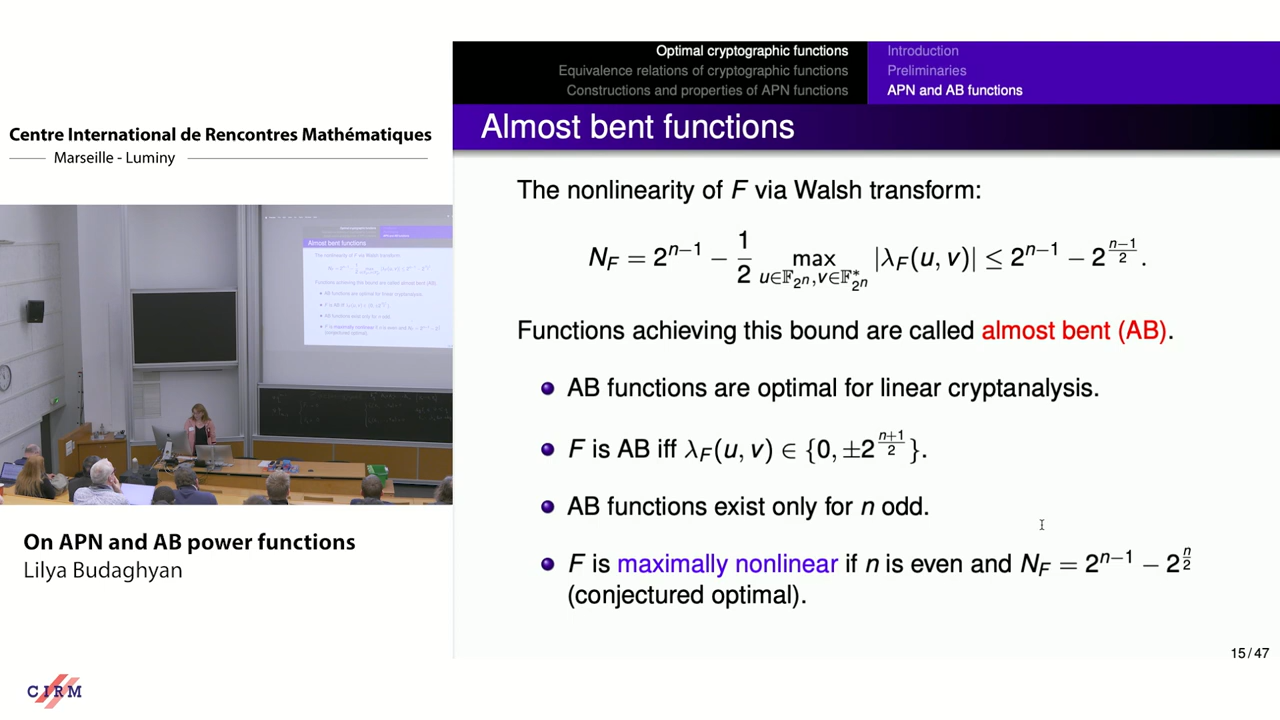 Centre International de Rencontres Mathématiques
Marseille - Luminy
On APN and AB power functions
Lilya Budaghyan
CIRM
Optimal cryptographic functions
Equivalence relations of cryptographic functions
Constructions and properties of APN functions
Introduction
Preliminaries
APN and AB functions
Almost bent functions
The nonlinearity of F via Walsh transform:
N_F = 2^{n−1} − \frac{1}{2} \max_{u∈𝔽_{2^n}, v∈𝔽^*_{2^n}} |λ_F(u, v)| ≤ 2^{n−1} − 2^{\frac{n−1}{2}}.
Functions achieving this bound are called almost bent (AB).
AB functions are optimal for linear cryptanalysis.
F is AB iff λ_F(u, v) ∈ {0, ±2^{\frac{n+1}{2}}}.
AB functions exist only for n odd.
F is maximally nonlinear if n is even and N_F = 2^{n−1} − 2^{\frac{n}{2}}
(conjectured optimal).
15 / 47